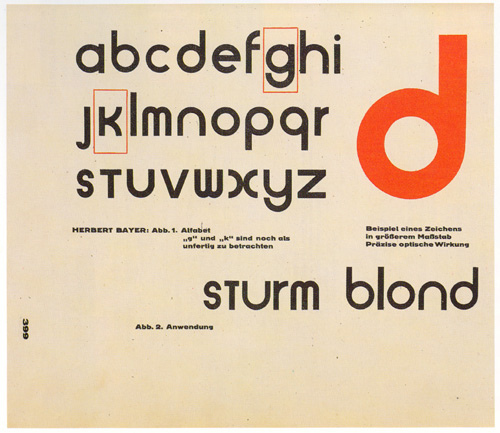 abcdefghi
jklmnopqr
stuvwxyz
d
HERBERT BAYER: Abb. 1. Alfabet
„g“ und „k“ sind noch als
unfertig zu betrachten
Beispiel eines Zeichens
in größerem Maßstab
Präzise optische Wirkung
sturm blond
Abb. 2. Anwendung
399